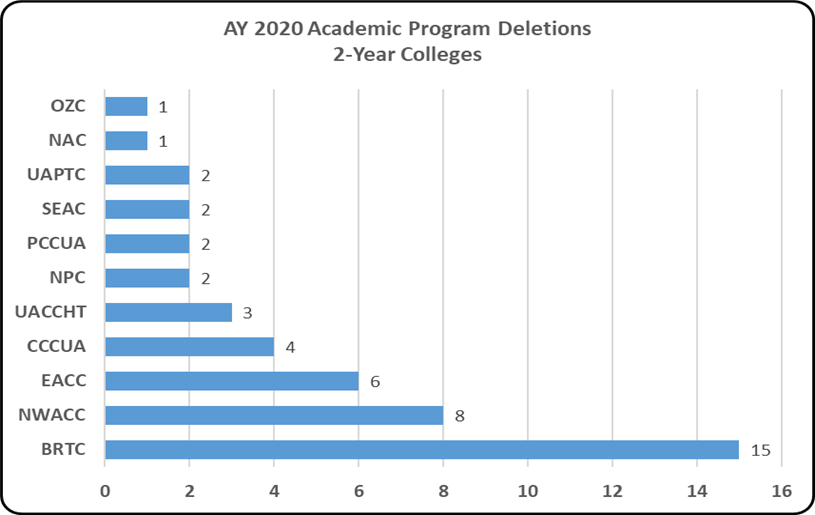 AY 2020 Academic Program Deletions
2-Year Colleges
OZC 1
NAC 1
UAPTC 2
SEAC 2
PCCUA 2
NPC 2
UACCHT 3
CCCUA 4
EACC 6
NWACC 8
BRTC 15
0 2 4 6 8 10 12 14 16